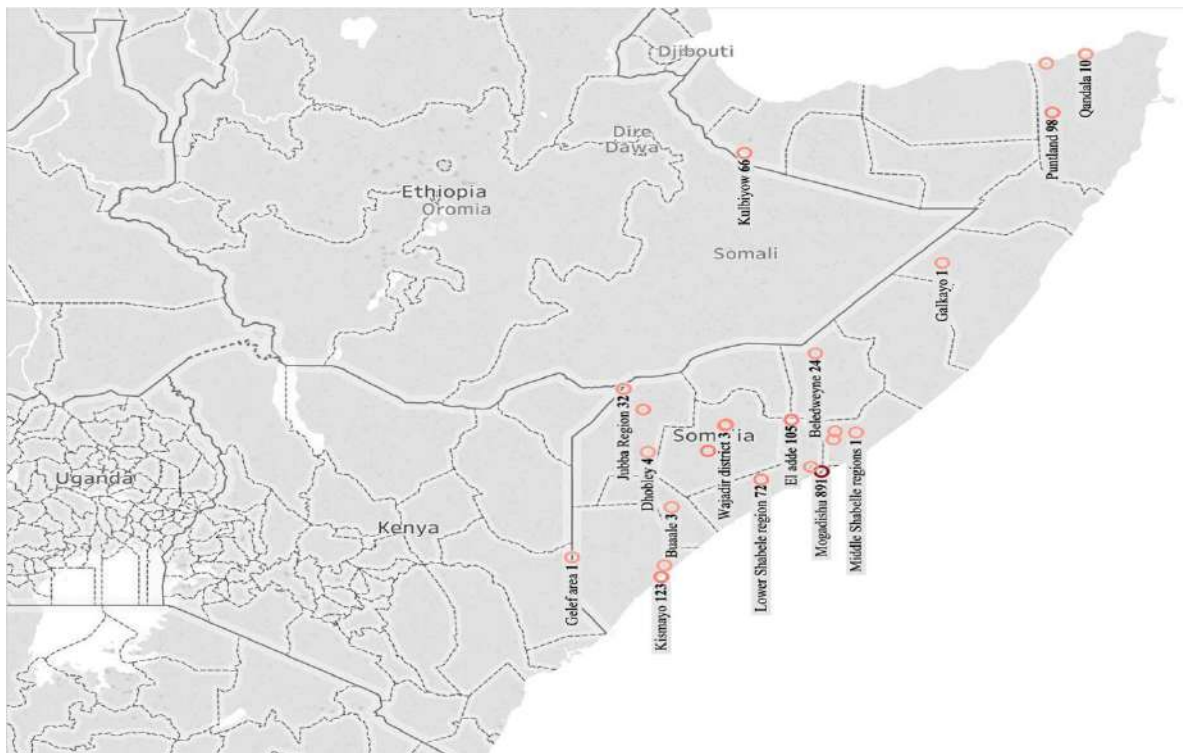 Djibouti
Dire
Dawa
Ethiopia
Oromia
Somali
Uganda
Kenya
Qandala 10
Puntland 98
Kulbiyow 66
Galkayo 1
Beledweyne 24
Jubba Region 32
Dhobley 4
Wajadir district 3
El adde 105
Mogadishu 891
Middle Shabelle regions 1
Lower Shabele region 72
Buaale 3
Kismayo 123
Gelef area 1